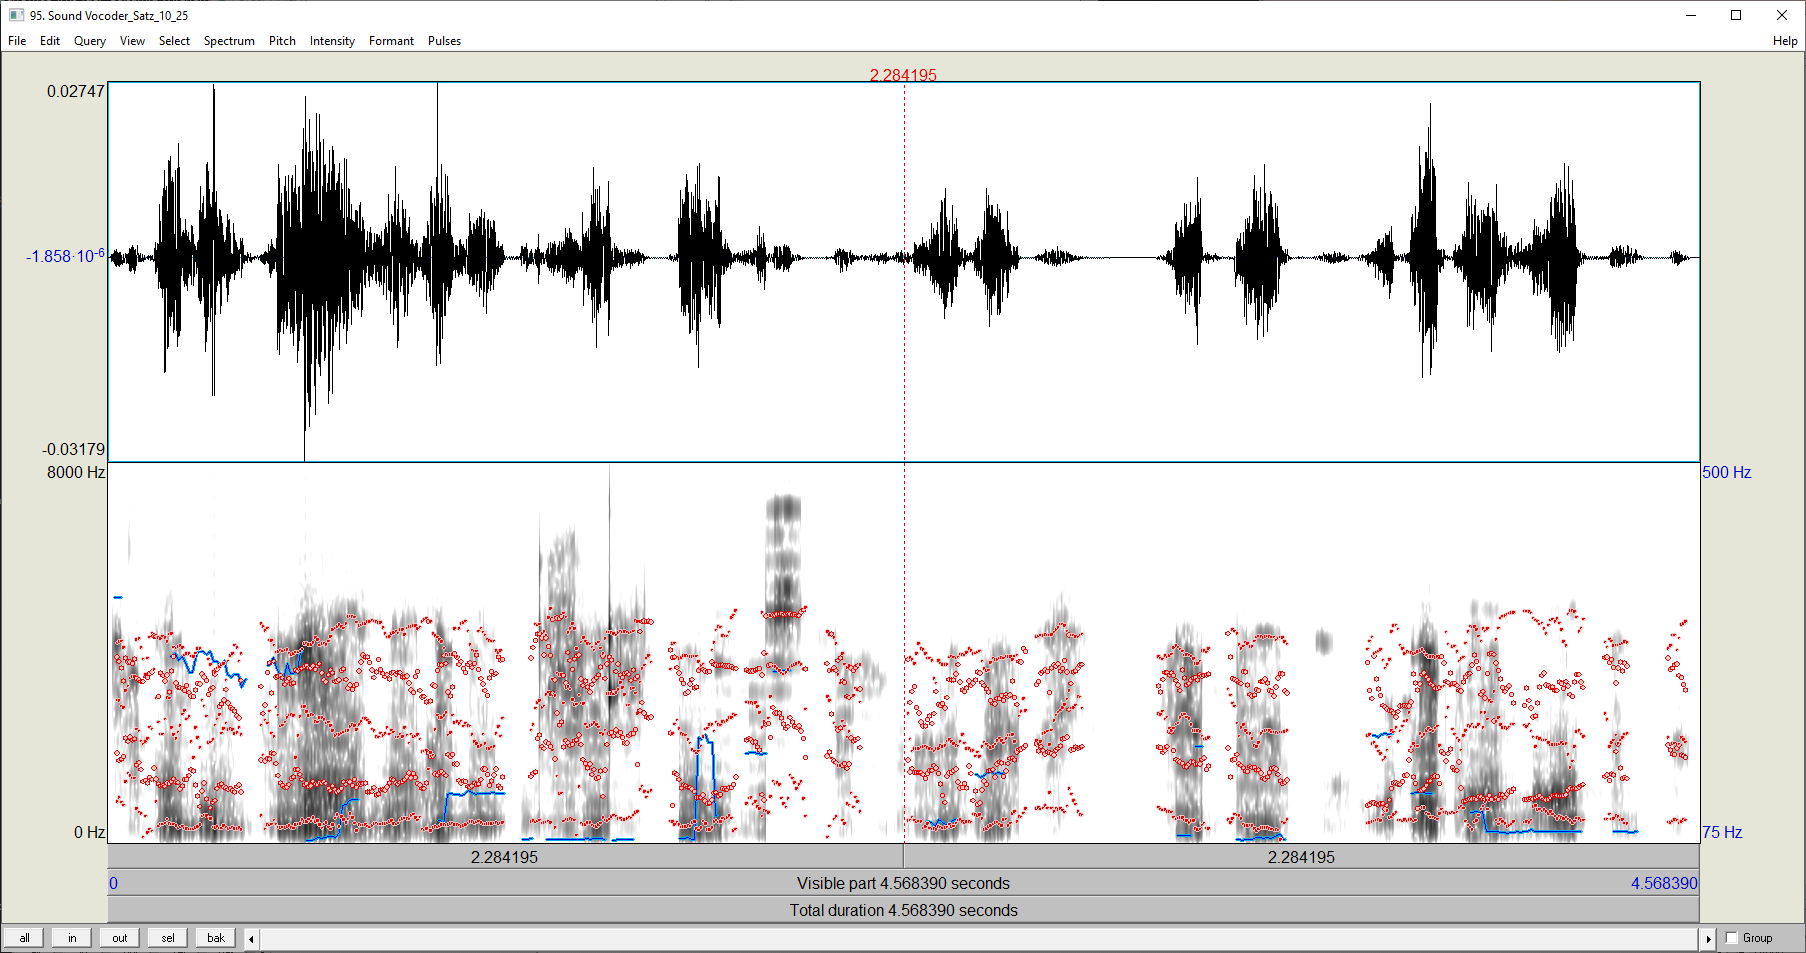 95. Sound Vocoder_Satz_10_25
File Edit Query View Select Spectrum Pitch Intensity Formant Pulses Help
2.284195
0.02747
-1.858·10-6
-0.03179
8000 Hz 500 Hz
0 Hz 75 Hz
2.284195 2.284195
0 Visible part 4.568390 seconds 4.568390
Total duration 4.568390 seconds
all in out sel bak Group